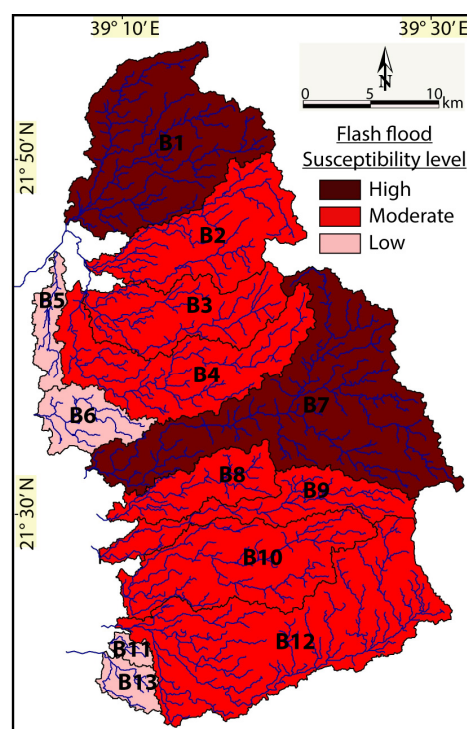 39° 10′ E
39° 30′ E
N
0 5 10
km
Flash flood
Susceptibility level
High
Moderate
Low
21° 50′ N
21° 30′ N
B1
B2
B3
B5
B4
B6
B7
B8
B9
B10
B11
B12
B13